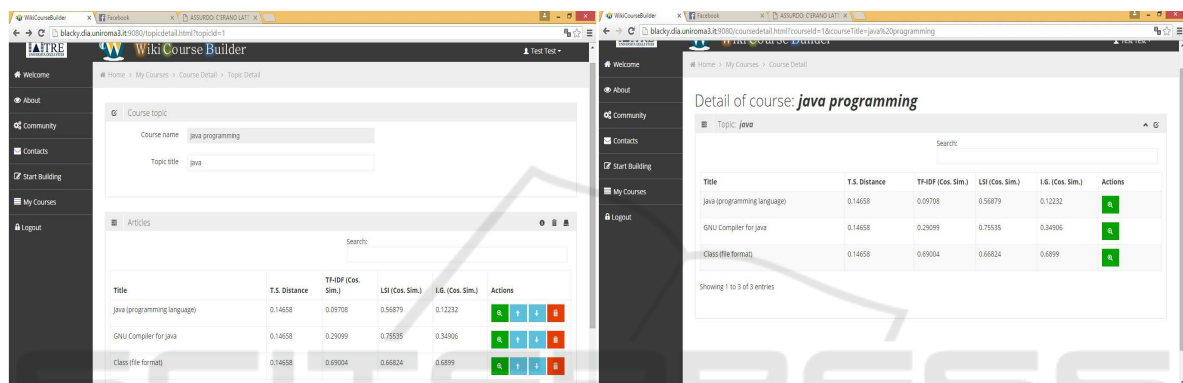 WikiCourseBuilder
Facebook
ASSURDO: C'ERANO LATT
blacky.dia.uniroma3.it:9080/topicdetail.html?topicId=1
Wiki Course Builder
Test Test
Welcome
Home > My Courses > Course Detail > Topic Detail
About
Community
Contacts
Start Building
My Courses
Logout
Course topic
Course name java programming
Topic title java
Articles
Search:
Title T.S. Distance TF-IDF (Cos. Sim.) LSI (Cos. Sim.) I.G. (Cos. Sim.) Actions
Java (programming language) 0.14658 0.09708 0.56879 0.12232
GNU Compiler for Java 0.14658 0.29099 0.75535 0.34906
Class (file format) 0.14658 0.69004 0.66824 0.6899
WikiCourseBuilder
Facebook
ASSURDO: C'ERANO LATT
blacky.dia.uniroma3.it:9080/coursedetail.html?courseId=1&courseTitle=java%20programming
Wiki Course Builder
Test Test
Welcome
Home > My Courses > Course Detail
About
Community
Contacts
Start Building
My Courses
Logout
Detail of course: java programming
Topic: java
Search:
Title T.S. Distance TF-IDF (Cos. Sim.) LSI (Cos. Sim.) I.G. (Cos. Sim.) Actions
Java (programming language) 0.14658 0.09708 0.56879 0.12232
GNU Compiler for Java 0.14658 0.29099 0.75535 0.34906
Class (file format) 0.14658 0.69004 0.66824 0.6899
Showing 1 to 3 of 3 entries
SCITEPRESS